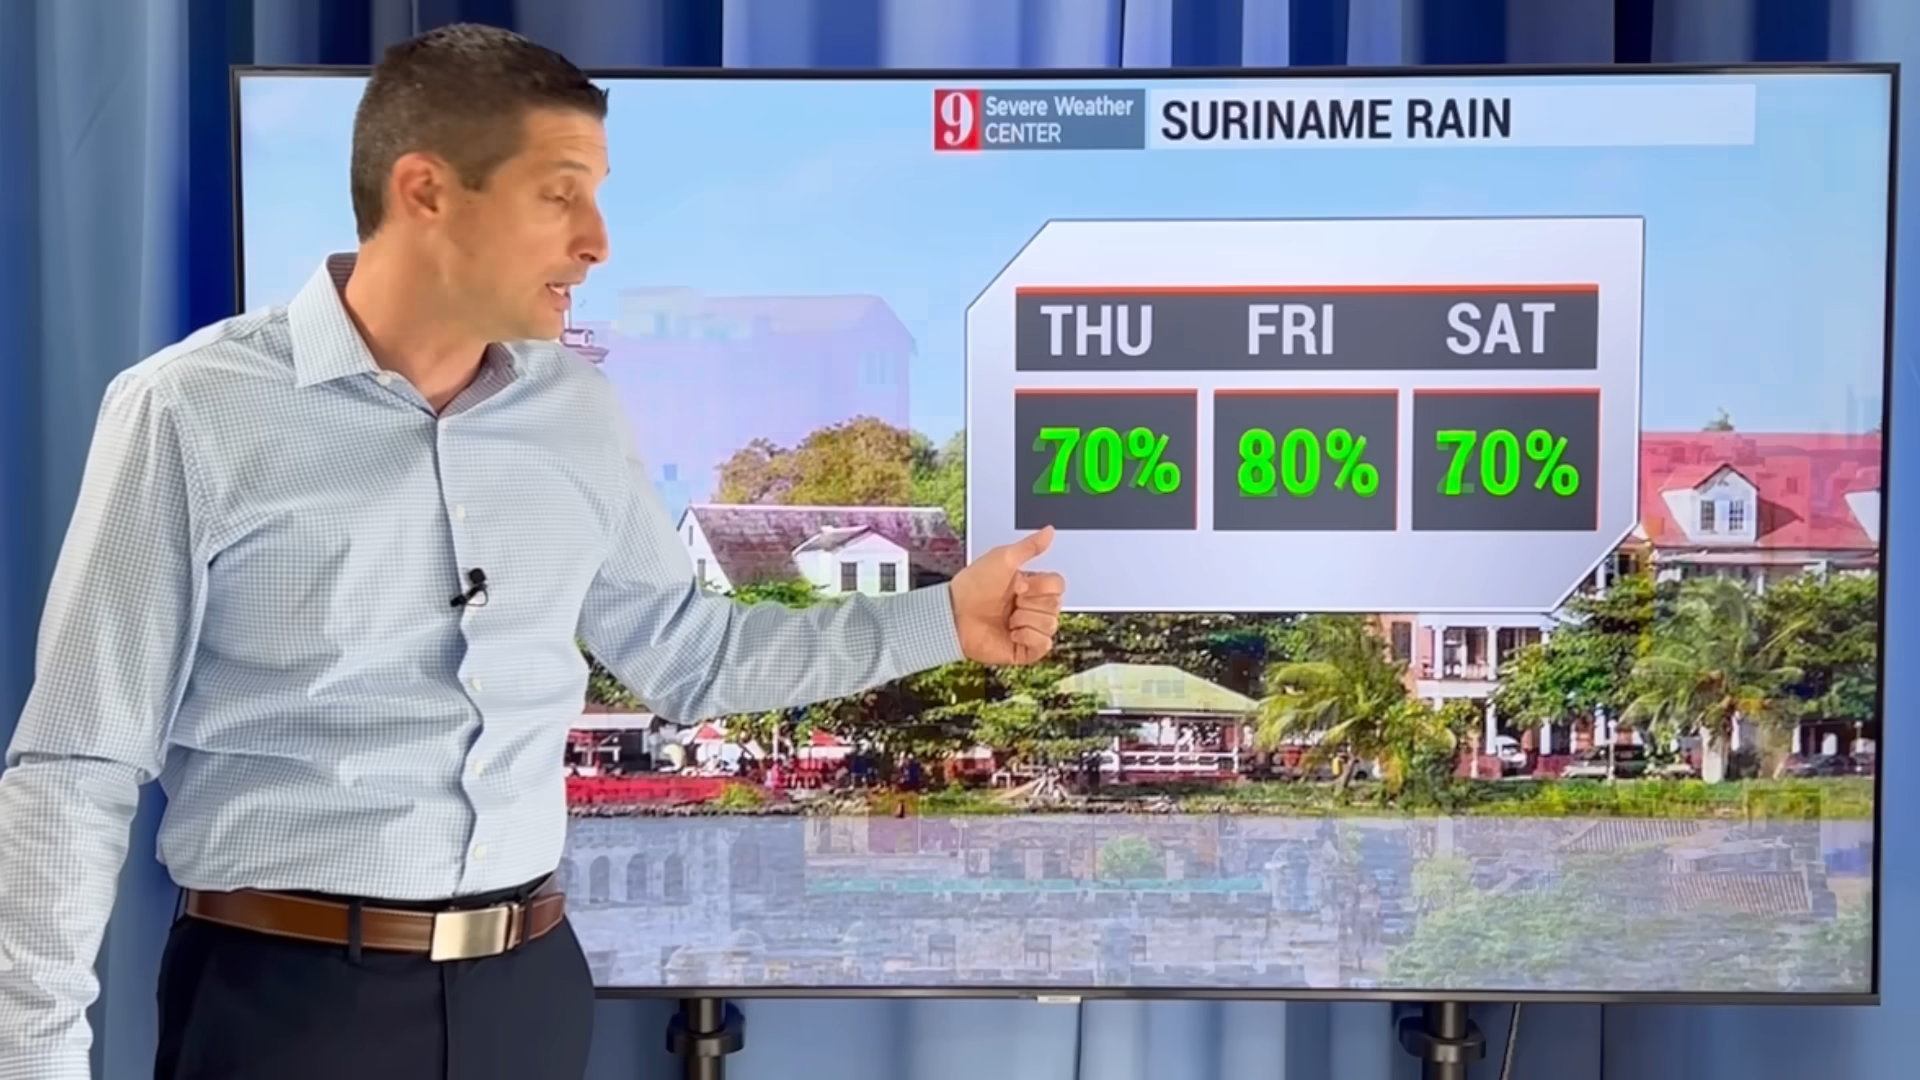 9 Severe Weather
CENTER
SURINAME RAIN
THU FRI SAT
70% 80% 70%